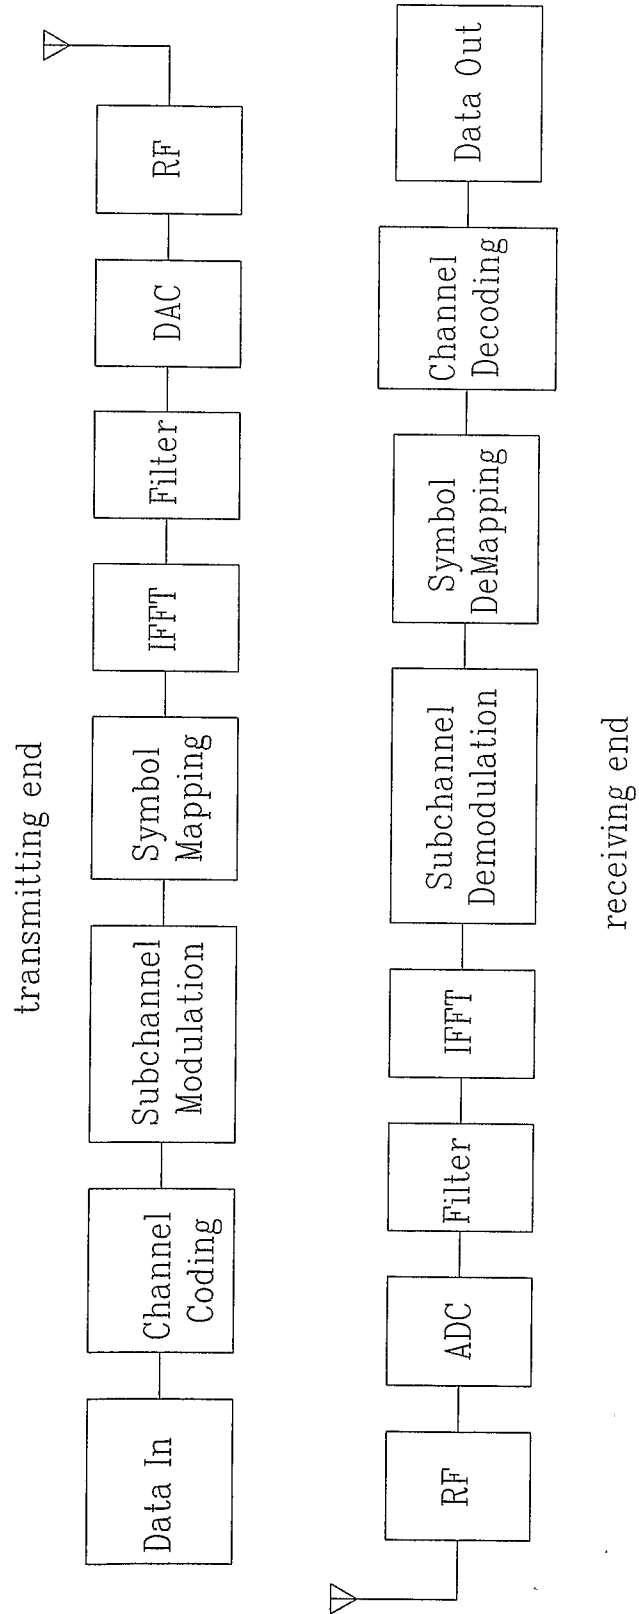 transmitting end
Data In
Channel
Coding
Subchannel
Modulation
Symbol
Mapping
IFFT
Filter
DAC
RF
RF
ADC
Filter
IFFT
Subchannel
Demodulation
Symbol
DeMapping
Channel
Decoding
Data Out
receiving end